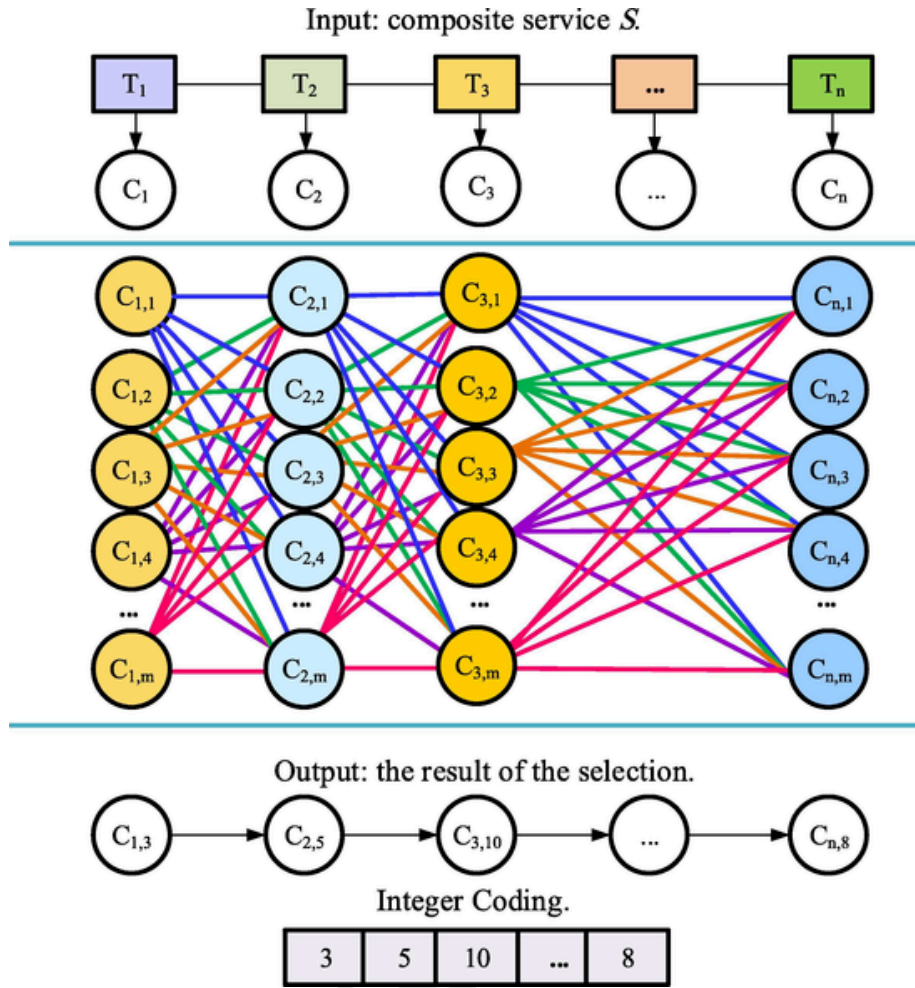 Input: composite service S.
T1 T2 T3 ... Tn
C1 C2 C3 ... Cn
C1,1 C2,1 C3,1 Cn,1
C1,2 C2,2 C3,2 Cn,2
C1,3 C2,3 C3,3 Cn,3
C1,4 C2,4 C3,4 Cn,4
... ... ... ...
C1,m C2,m C3,m Cn,m
Output: the result of the selection.
C1,3 C2,5 C3,10 ... Cn,8
Integer Coding.
3 5 10 ... 8